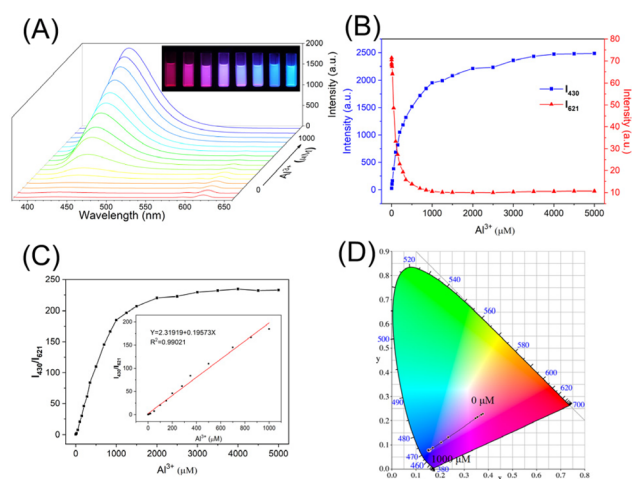 (A)
2000
1500
1000
500
0
Intensity (a.u.)
1000
Al3+ (μM)
0
400 450 500 550 600 650
Wavelength (nm)
(B)
2500
2000
1500
1000
500
0
Intensity (a.u.)
I430
I621
80
70
60
50
40
30
20
10
Intensity (a.u.)
0 1000 2000 3000 4000 5000
Al3+ (μM)
(C)
250
200
150
100
50
0
I430/I621
Y=2.31919+0.19573X
R2=0.99021
200
150
100
50
0
I430/I621
0 200 400 600 800 1000
Al3+ (μM)
0 1000 2000 3000 4000 5000
Al3+ (μM)
(D)
0.9
0.8
0.7
0.6
0.5
y
0.4
0.3
0.2
0.1
0.0
520
540
560
580
600
620
700
500
490
480
470
460
380
0 μM
1000 μM
0.0 0.1 0.2 0.3 0.4 0.5 0.6 0.7 0.8
x